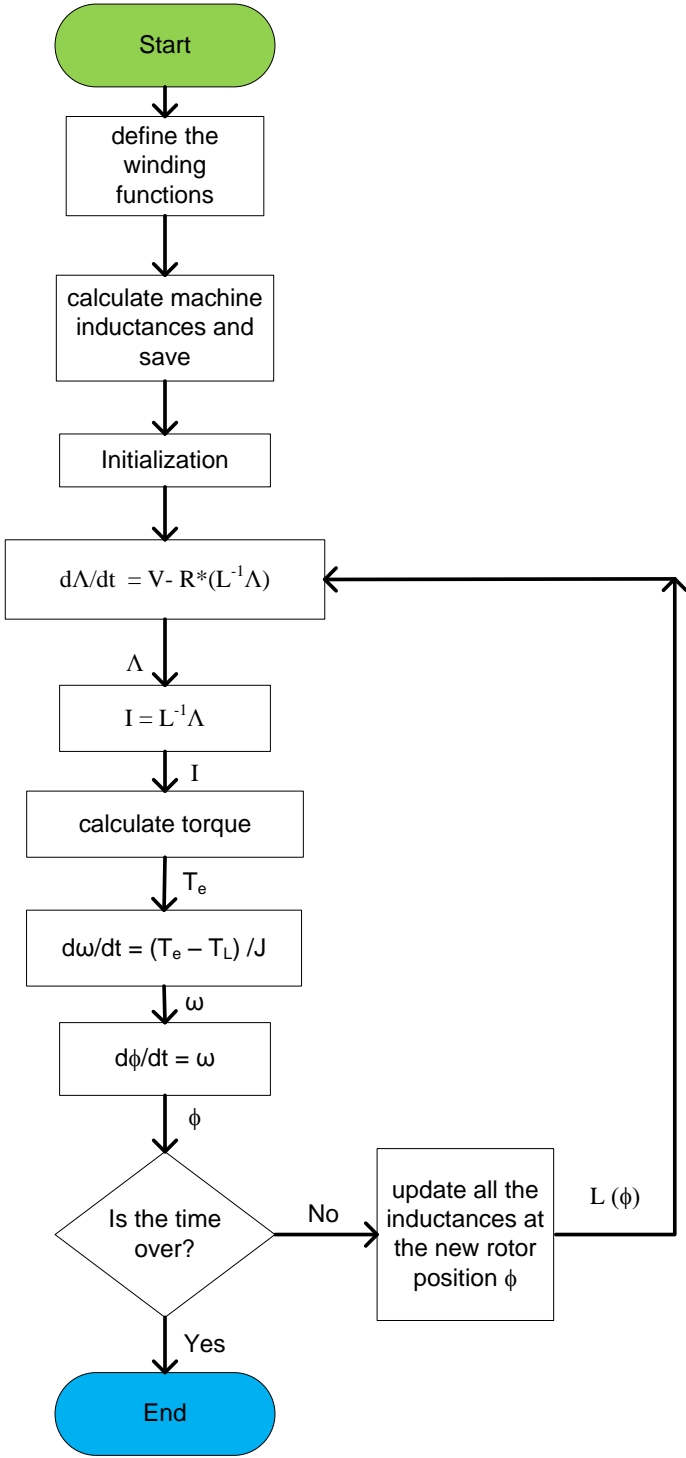 Start
define the
winding
functions
calculate machine
inductances and
save
Initialization
dΛ/dt = V- R*(L⁻¹Λ)
Λ
I = L⁻¹Λ
I
calculate torque
Tₑ
dω/dt = (Tₑ – T_L) /J
ω
dϕ/dt = ω
ϕ
Is the time
over?
No
update all the
inductances at
the new rotor
position ϕ
L (ϕ)
Yes
End